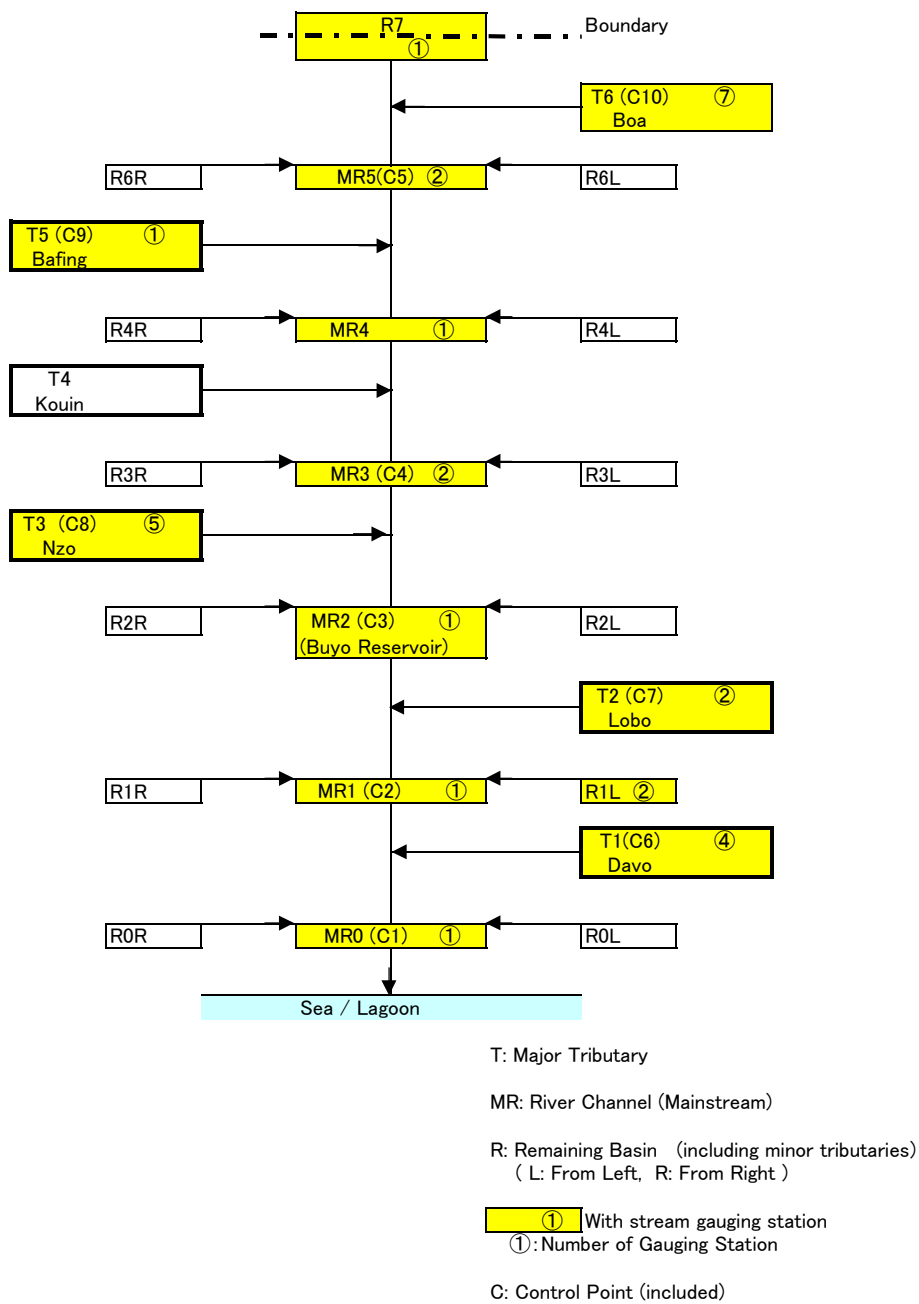 R7
①
Boundary
T6 (C10) ⑦
Boa
R6R
MR5(C5) ②
R6L
T5 (C9) ①
Bafing
R4R
MR4 ①
R4L
T4
Kouin
R3R
MR3 (C4) ②
R3L
T3 (C8) ⑤
Nzo
R2R
MR2 (C3) ①
(Buyo Reservoir)
R2L
T2 (C7) ②
Lobo
R1R
MR1 (C2) ①
R1L ②
T1(C6) ④
Davo
R0R
MR0 (C1) ①
R0L
Sea / Lagoon
T: Major Tributary
MR: River Channel (Mainstream)
R: Remaining Basin (including minor tributaries)
( L: From Left, R: From Right )
① With stream gauging station
①:Number of Gauging Station
C: Control Point (included)